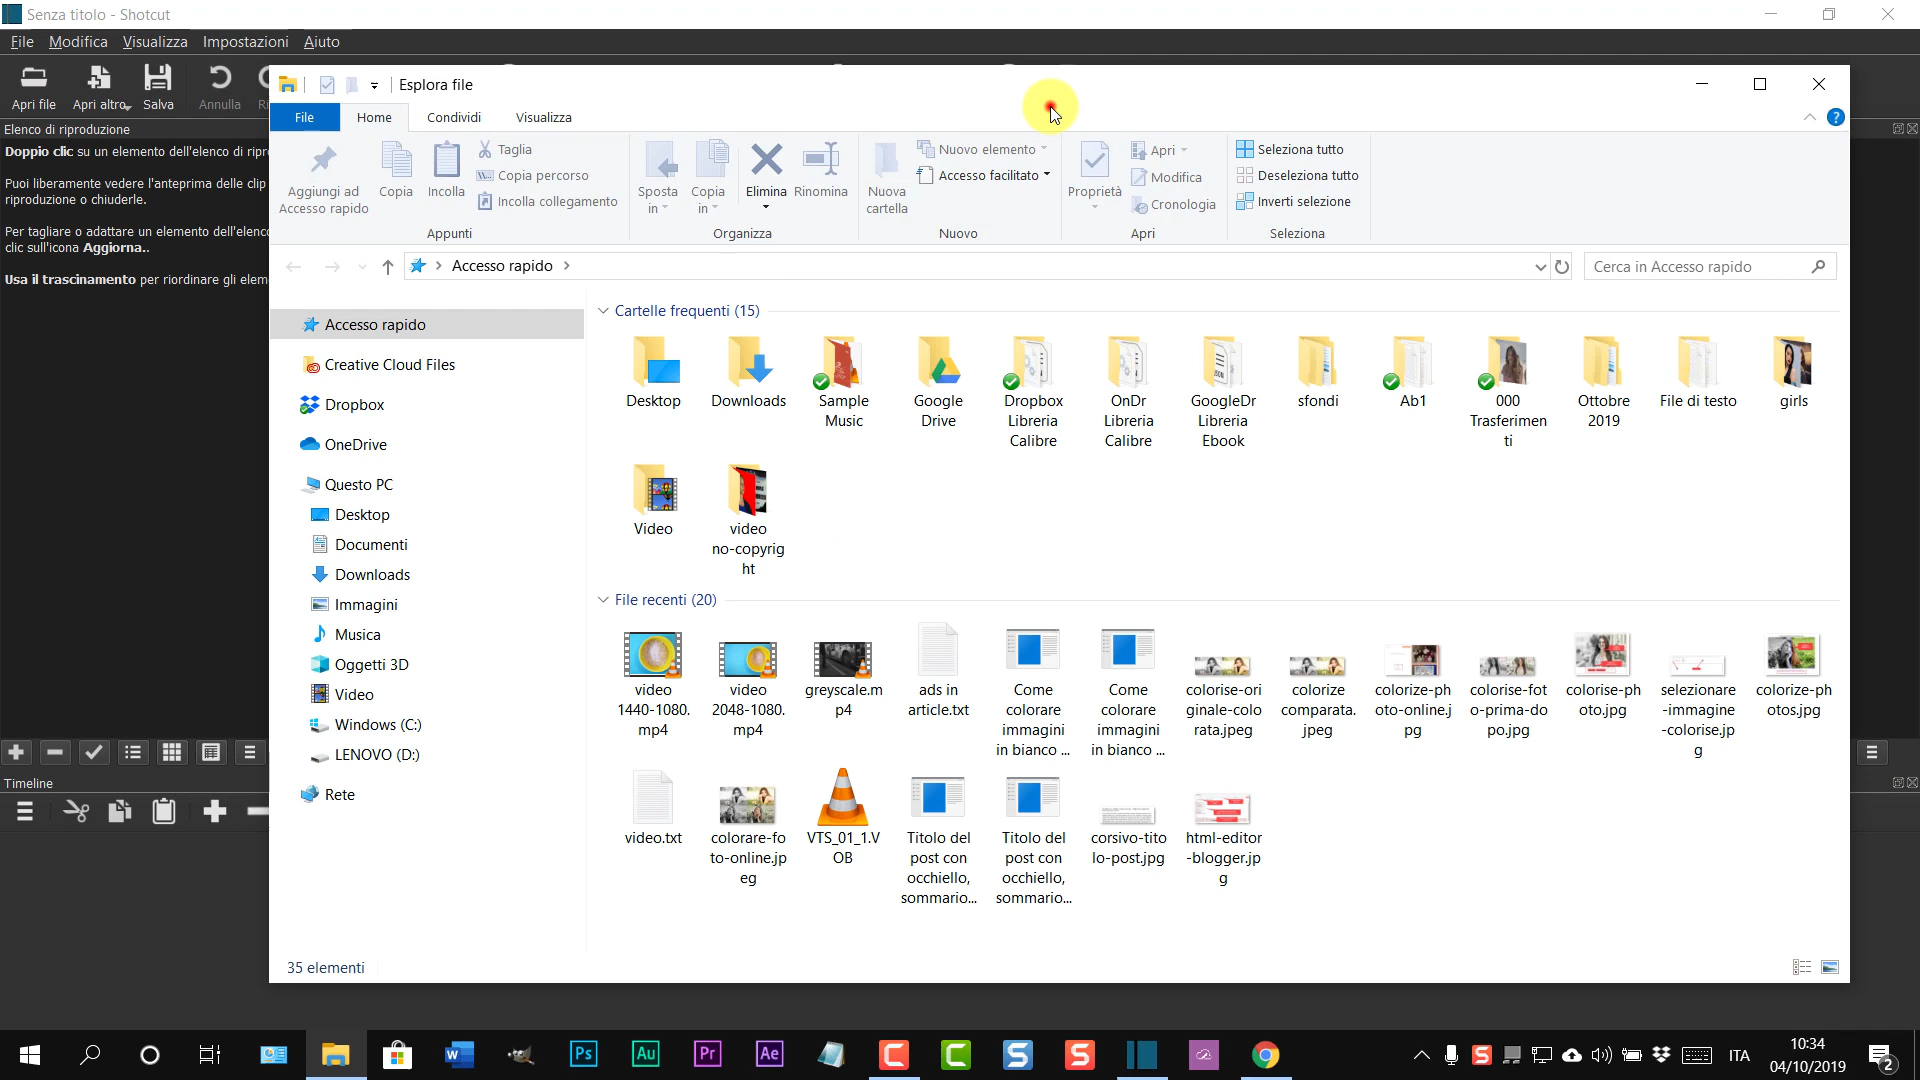 Senza titolo - Shotcut
File Modifica Visualizza Impostazioni Aiuto
Apri file Apri altro Salva Annulla
Elenco di riproduzione
Doppio clic su un elemento dell'elenco di
Puoi liberamente vedere l'anteprima delle clip
riproduzione o chiuderle.
Per tagliare o adattare un elemento dell'elenco
clic sull'icona Aggiorna..
Usa il trascinamento per riordinare gli
Timeline
Esplora file
File Home Condividi Visualizza
Aggiungi ad
Accesso rapido
Copia
Incolla
Taglia
Copia percorso
Incolla collegamento
Appunti
Sposta
in
Copia
in
Elimina
Rinomina
Organizza
Nuova
cartella
Nuovo elemento
Accesso facilitato
Nuovo
Proprietà
Apri
Modifica
Cronologia
Apri
Seleziona tutto
Deseleziona tutto
Inverti selezione
Seleziona
Accesso rapido
Cerca in Accesso rapido
Accesso rapido
Creative Cloud Files
Dropbox
OneDrive
Questo PC
Desktop
Documenti
Downloads
Immagini
Musica
Oggetti 3D
Video
Windows (C:)
LENOVO (D:)
Rete
Cartelle frequenti (15)
Desktop
Downloads
Sample
Music
Google
Drive
Dropbox
Libreria
Calibre
OnDr
Libreria
Calibre
GoogleDr
Libreria
Ebook
sfondi
Ab1
000
Trasferimen
ti
Ottobre
2019
File di testo
girls
Video
video
no-copyrig
ht
File recenti (20)
video
1440-1080.
mp4
video
2048-1080.
mp4
greyscale.m
p4
ads in
article.txt
Come
colorare
immagini
in bianco ...
Come
colorare
immagini
in bianco ...
colorise-ori
ginale-colo
rata.jpeg
colorize
comparata.
jpeg
colorize-ph
oto-online.j
pg
colorise-fot
o-prima-do
po.jpg
colorise-ph
oto.jpg
selezionare
-immagine
-colorise.jp
g
colorize-ph
otos.jpg
video.txt
colorare-fo
to-online.jp
eg
VTS_01_1.V
OB
Titolo del
post con
occhiello,
sommario...
Titolo del
post con
occhiello,
sommario...
corsivo-tito
lo-post.jpg
html-editor
-blogger.jp
g
35 elementi
Ps Au Pr Ae
ITA
10:34
04/10/2019
2